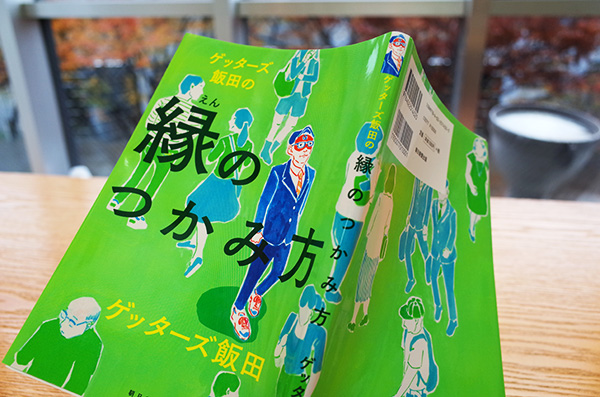 ゲッターズ
飯田の
えん
縁の
つかみ方
ゲッターズ飯田
ゲッターズ飯田の
縁のつかみ方
ゲッ